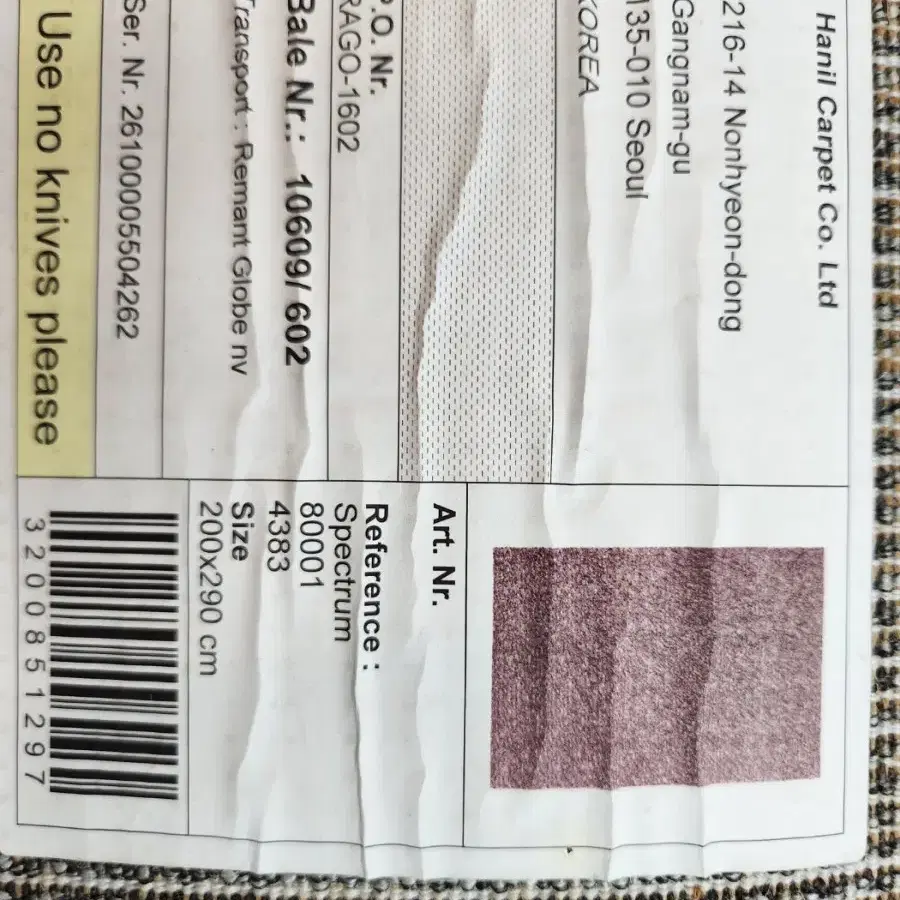 Hanil Carpet Co. Ltd
216-14 Nonhyeon-dong
Gangnam-gu
135-010 Seoul
KOREA
P.O. Nr.
RAGO-1602
Bale Nr.: 10609/ 602
Transport : Remant Globe nv
Ser. Nr. 2610005504262
Use no knives please
Art. Nr.
Reference :
Spectrum
80001
4383
Size
200x290 cm
3200851297